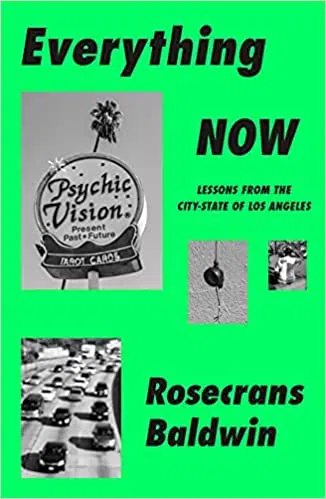 Everything
NOW
LESSONS FROM THE
CITY-STATE OF LOS ANGELES
Psychic
Vision®
Present
Past • Future
TAROT CARDS
Rosecrans
Baldwin